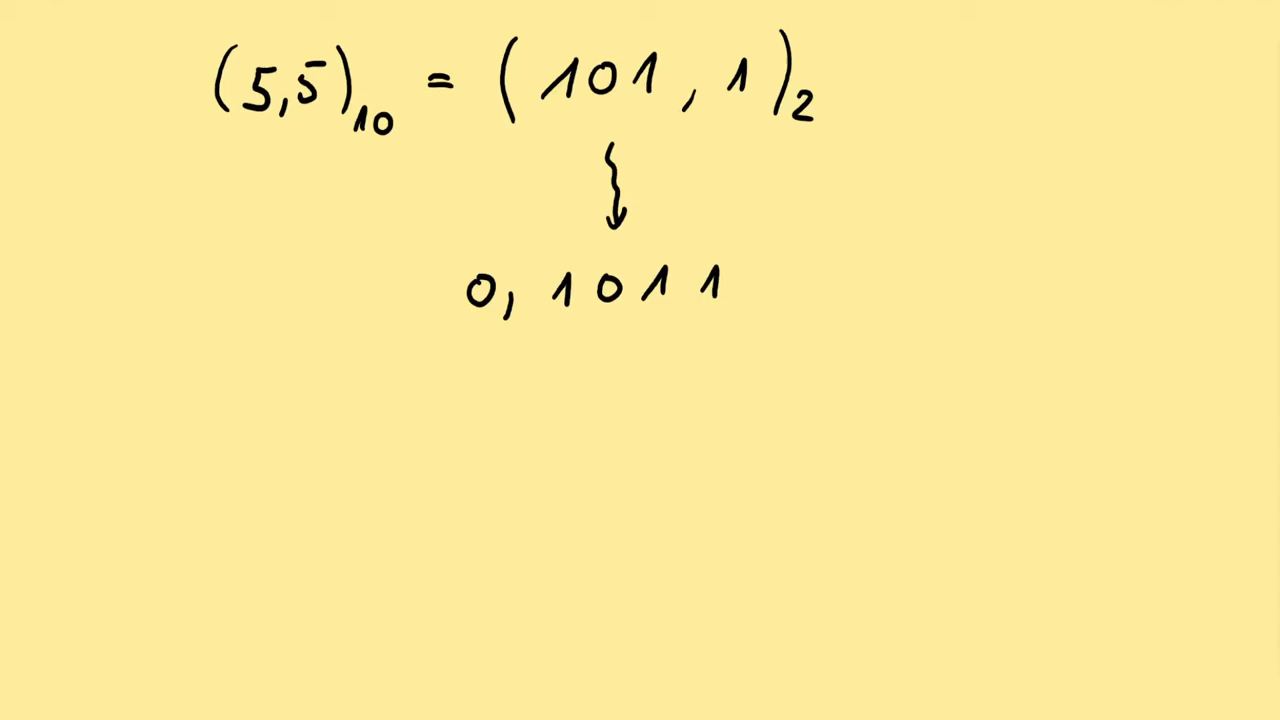 (5,5)₁₀ = (101,1)₂
0,1011